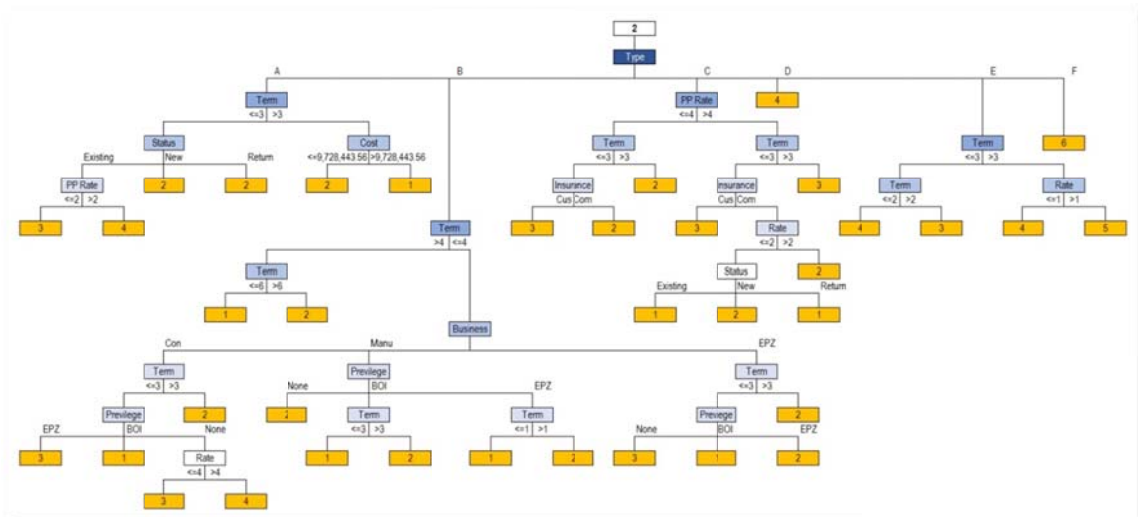 2
Type
A B C D E F
Term PP.Rate 4 Term 6
<=3 >3 <=4 >4 <=3 >3
Status Cost Term Term Term Rate
Existing New Return <=9,728,443.56 >9,728,443.56 <=3 >3 <=3 >3 <=2 >2 <=1 >1
PP.Rate 2 2 2 1 Insurance 2 nsurance 3 4 3 4 5
<=2 >2 Cus Com Cus Com
3 4 Term 3 2 3 Rate
>4 <=4 <=2 >2
Term Status 2
<=6 >6 Existing New Return
1 2 1 2 1
Business
Con Manu EPZ
Term Previlege Term
<=3 >3 None BOI EPZ <=3 >3
Previlege 2 2 Term Term Prevege 2
EPZ BOI None <=3 >3 <=1 >1 None BOI EPZ
3 1 Rate 1 2 1 2 3 1 2
<=4 >4
3 4